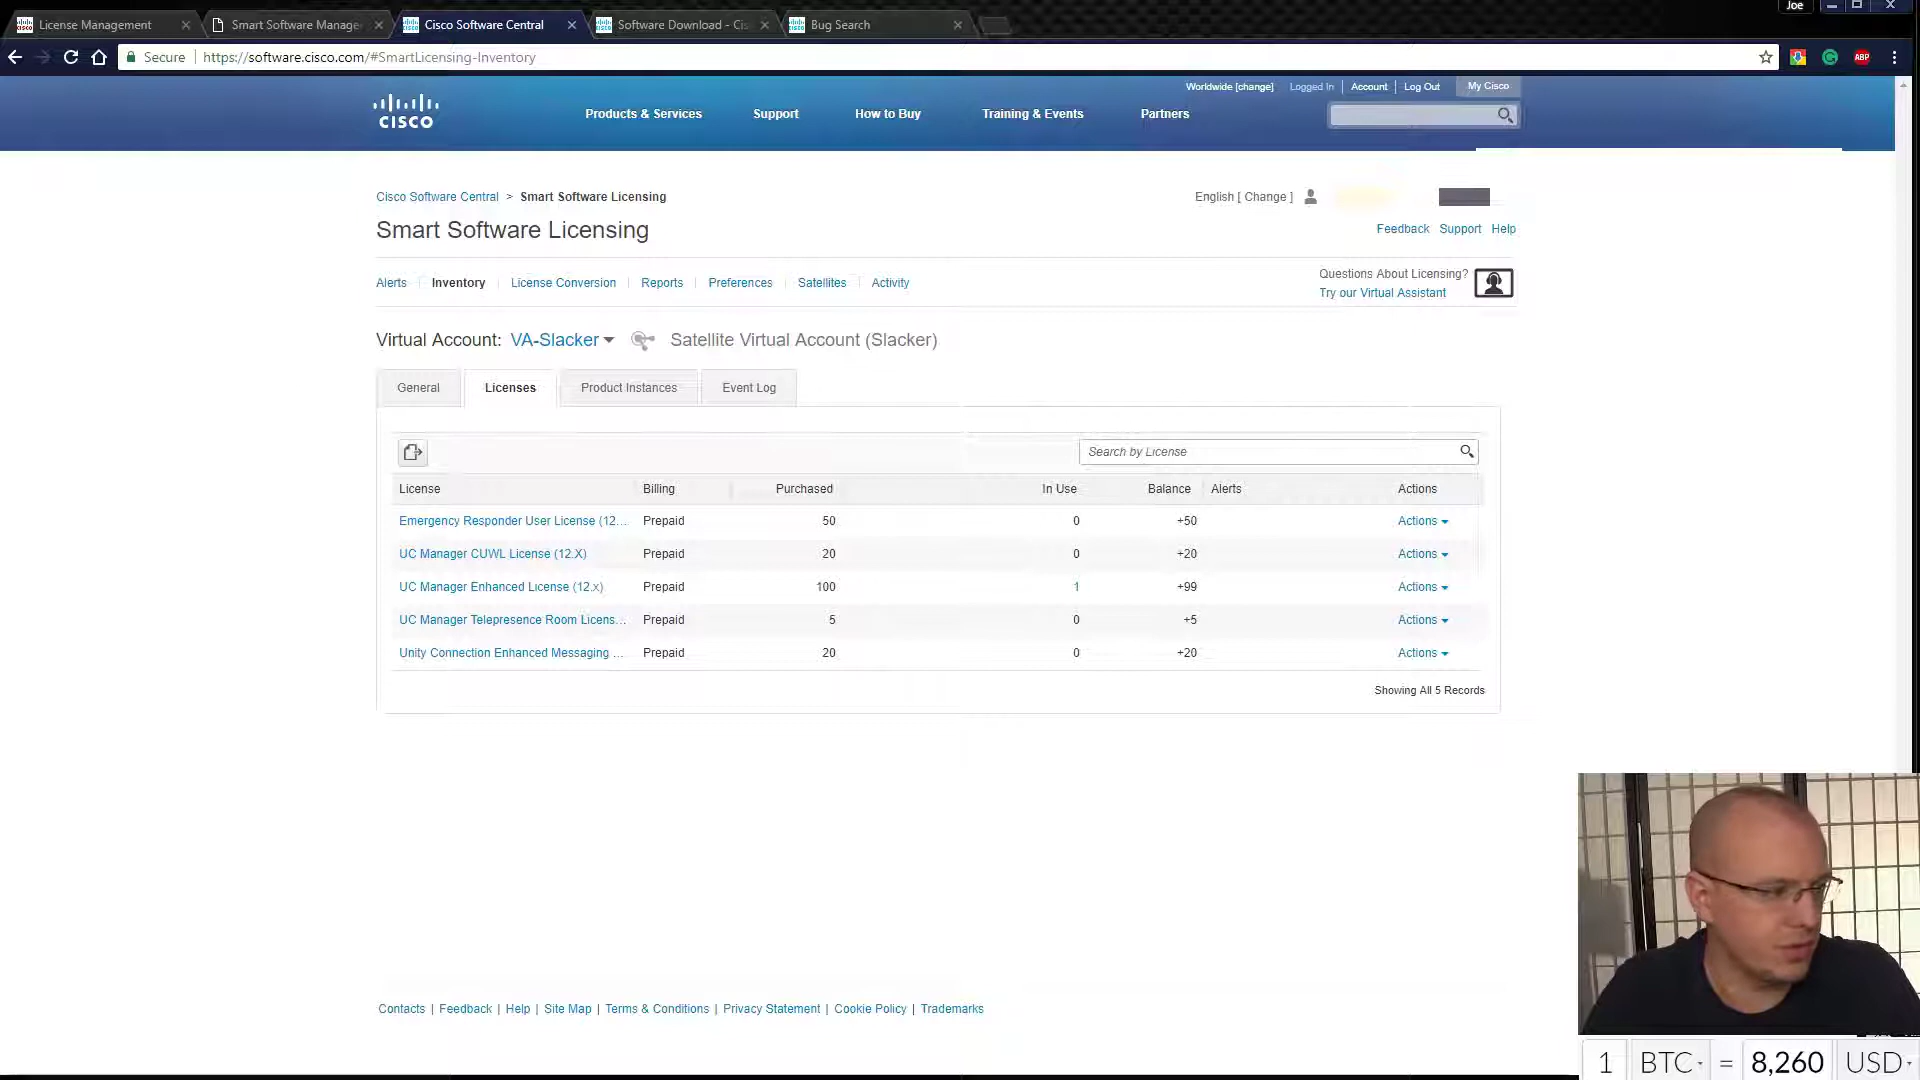 License Management
Smart Software Manage
Cisco Software Central
Software Download - Cis
Bug Search
Joe
Secure
https://software.cisco.com/#SmartLicensing-Inventory
ABP
Worldwide [change]
Logged In
Account
Log Out
My Cisco
CISCO
Products & Services
Support
How to Buy
Training & Events
Partners
Cisco Software Central > Smart Software Licensing
English [ Change ]
Smart Software Licensing
Feedback Support Help
Alerts
Inventory
License Conversion
Reports
Preferences
Satellites
Activity
Questions About Licensing?
Try our Virtual Assistant
Virtual Account: VA-Slacker
Satellite Virtual Account (Slacker)
General
Licenses
Product Instances
Event Log
Search by License
License Billing Purchased In Use Balance Alerts Actions
Emergency Responder User License (12... Prepaid 50 0 +50 Actions
UC Manager CUWL License (12.X) Prepaid 20 0 +20 Actions
UC Manager Enhanced License (12.x) Prepaid 100 1 +99 Actions
UC Manager Telepresence Room Licens... Prepaid 5 0 +5 Actions
Unity Connection Enhanced Messaging ... Prepaid 20 0 +20 Actions
Showing All 5 Records
Contacts | Feedback | Help | Site Map | Terms & Conditions | Privacy Statement | Cookie Policy | Trademarks
1 BTC = 8,260 USD